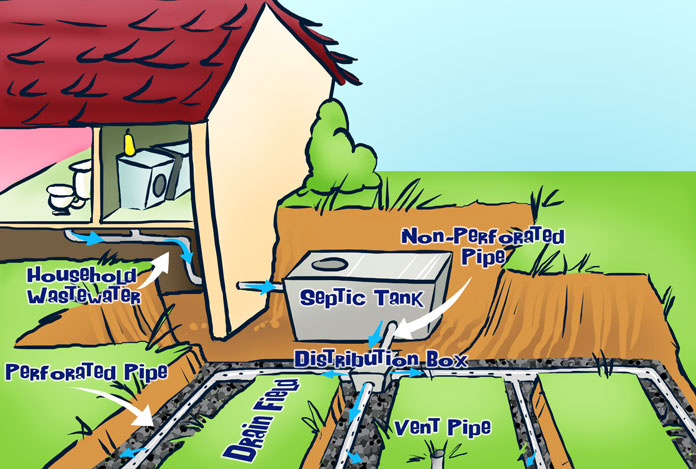 Non-Perforated
Pipe
Household
Wastewater
Septic Tank
Distribution Box
Perforated Pipe
Drain Field
Vent Pipe